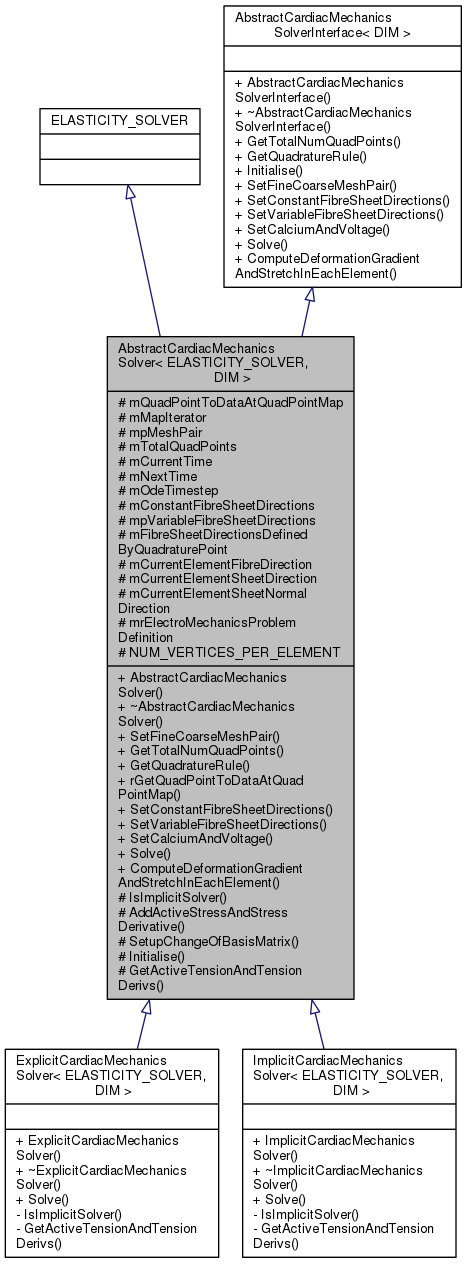 AbstractCardiacMechanics
SolverInterface< DIM >
+ AbstractCardiacMechanics
SolverInterface()
+ ~AbstractCardiacMechanics
SolverInterface()
+ GetTotalNumQuadPoints()
+ GetQuadratureRule()
+ Initialise()
+ SetFineCoarseMeshPair()
+ SetConstantFibreSheetDirections()
+ SetVariableFibreSheetDirections()
+ SetCalciumAndVoltage()
+ Solve()
+ ComputeDeformationGradient
AndStretchInEachElement()
ELASTICITY_SOLVER
AbstractCardiacMechanics
Solver< ELASTICITY_SOLVER,
DIM >
# mQuadPointToDataAtQuadPointMap
# mMapIterator
# mpMeshPair
# mTotalQuadPoints
# mCurrentTime
# mNextTime
# mOdeTimestep
# mConstantFibreSheetDirections
# mpVariableFibreSheetDirections
# mFibreSheetDirectionsDefined
ByQuadraturePoint
# mCurrentElementFibreDirection
# mCurrentElementSheetDirection
# mCurrentElementSheetNormal
Direction
# mrElectroMechanicsProblem
Definition
# NUM_VERTICES_PER_ELEMENT
+ AbstractCardiacMechanics
Solver()
+ ~AbstractCardiacMechanics
Solver()
+ SetFineCoarseMeshPair()
+ GetTotalNumQuadPoints()
+ GetQuadratureRule()
+ rGetQuadPointToDataAtQuad
PointMap()
+ SetConstantFibreSheetDirections()
+ SetVariableFibreSheetDirections()
+ SetCalciumAndVoltage()
+ Solve()
+ ComputeDeformationGradient
AndStretchInEachElement()
# IsImplicitSolver()
# AddActiveStressAndStress
Derivative()
# SetupChangeOfBasisMatrix()
# Initialise()
# GetActiveTensionAndTension
Derivs()
ExplicitCardiacMechanics
Solver< ELASTICITY_SOLVER,
DIM >
+ ExplicitCardiacMechanics
Solver()
+ ~ExplicitCardiacMechanics
Solver()
+ Solve()
- IsImplicitSolver()
- GetActiveTensionAndTension
Derivs()
ImplicitCardiacMechanics
Solver< ELASTICITY_SOLVER,
DIM >
+ ImplicitCardiacMechanics
Solver()
+ ~ImplicitCardiacMechanics
Solver()
+ Solve()
- IsImplicitSolver()
- GetActiveTensionAndTension
Derivs()